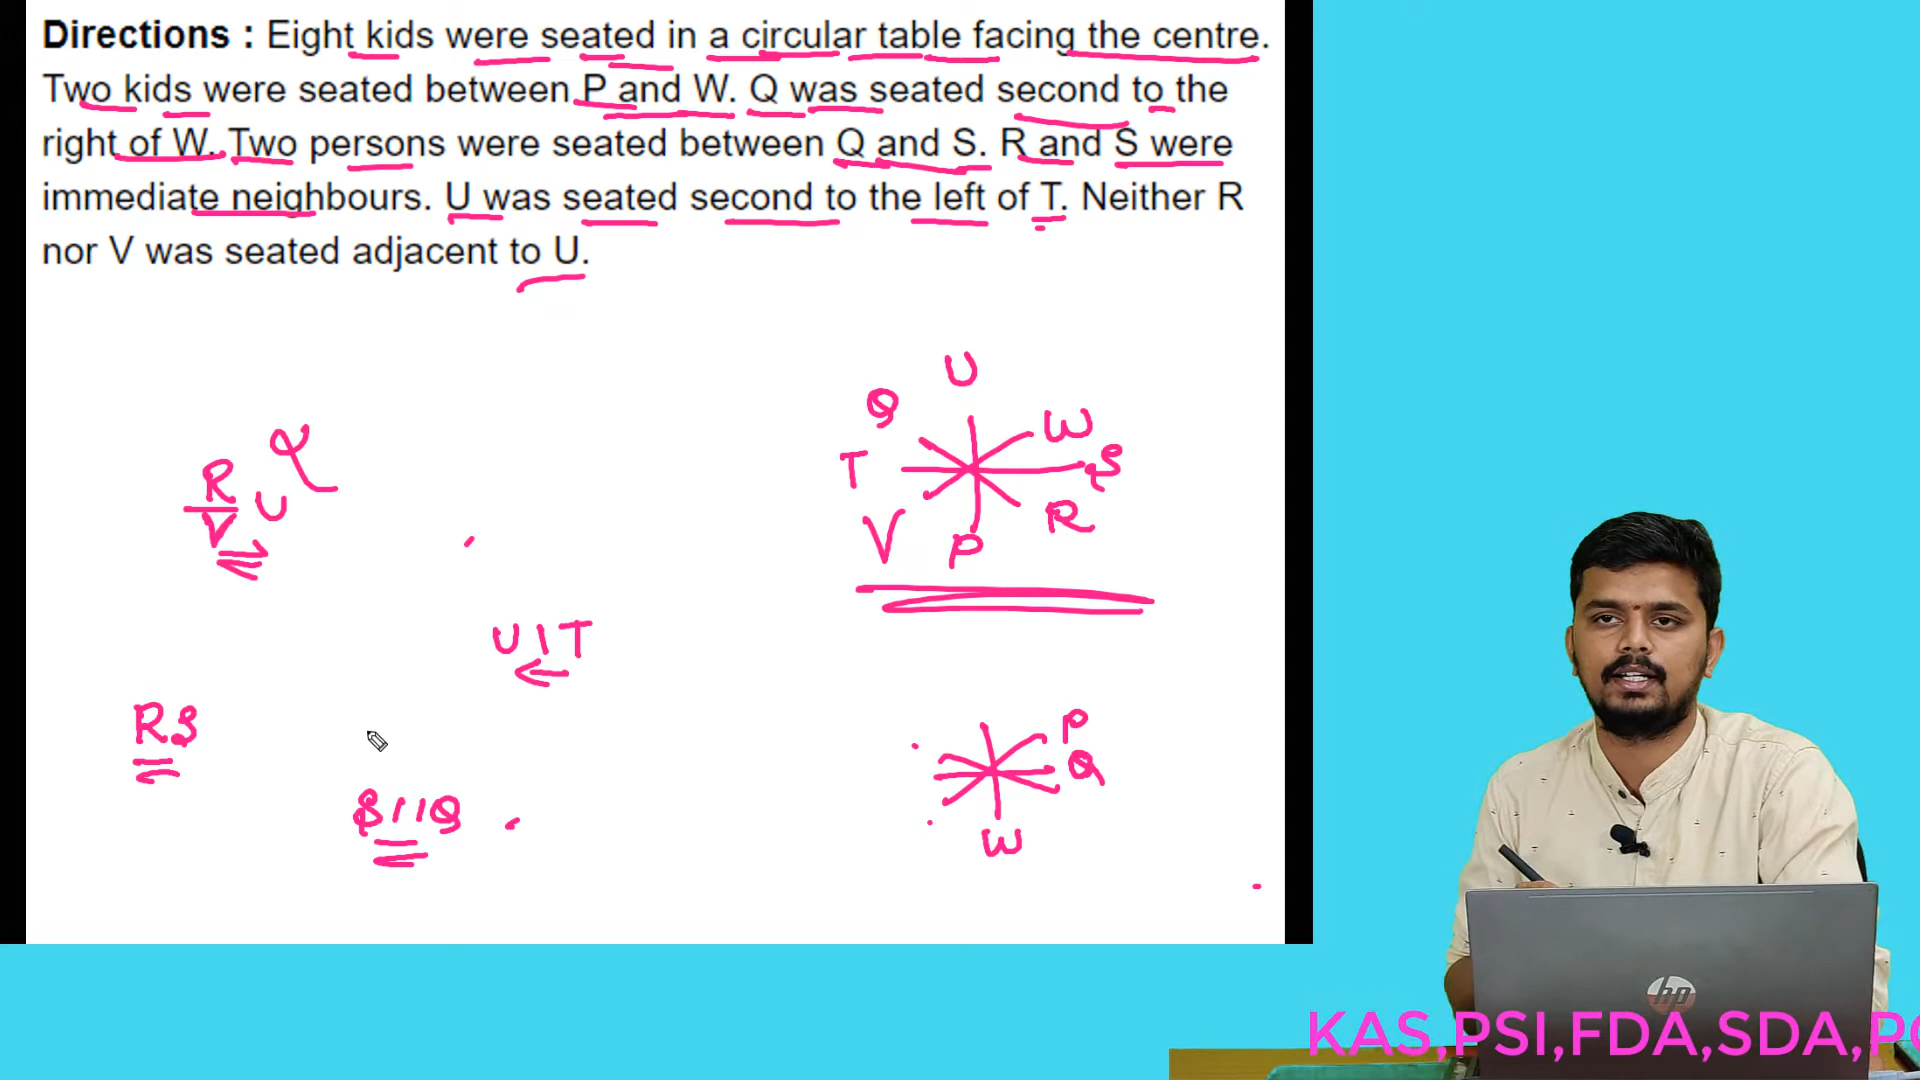 Directions : Eight kids were seated in a circular table facing the centre.
Two kids were seated between P and W. Q was seated second to the
right of W. Two persons were seated between Q and S. R and S were
immediate neighbours. U was seated second to the left of T. Neither R
nor V was seated adjacent to U.
U
Q
W
T
S
V
P
R
Q
R
U
V
U I T
RS
S I I Q
P
Q
W
hp
KAS,PSI,FDA,SDA,